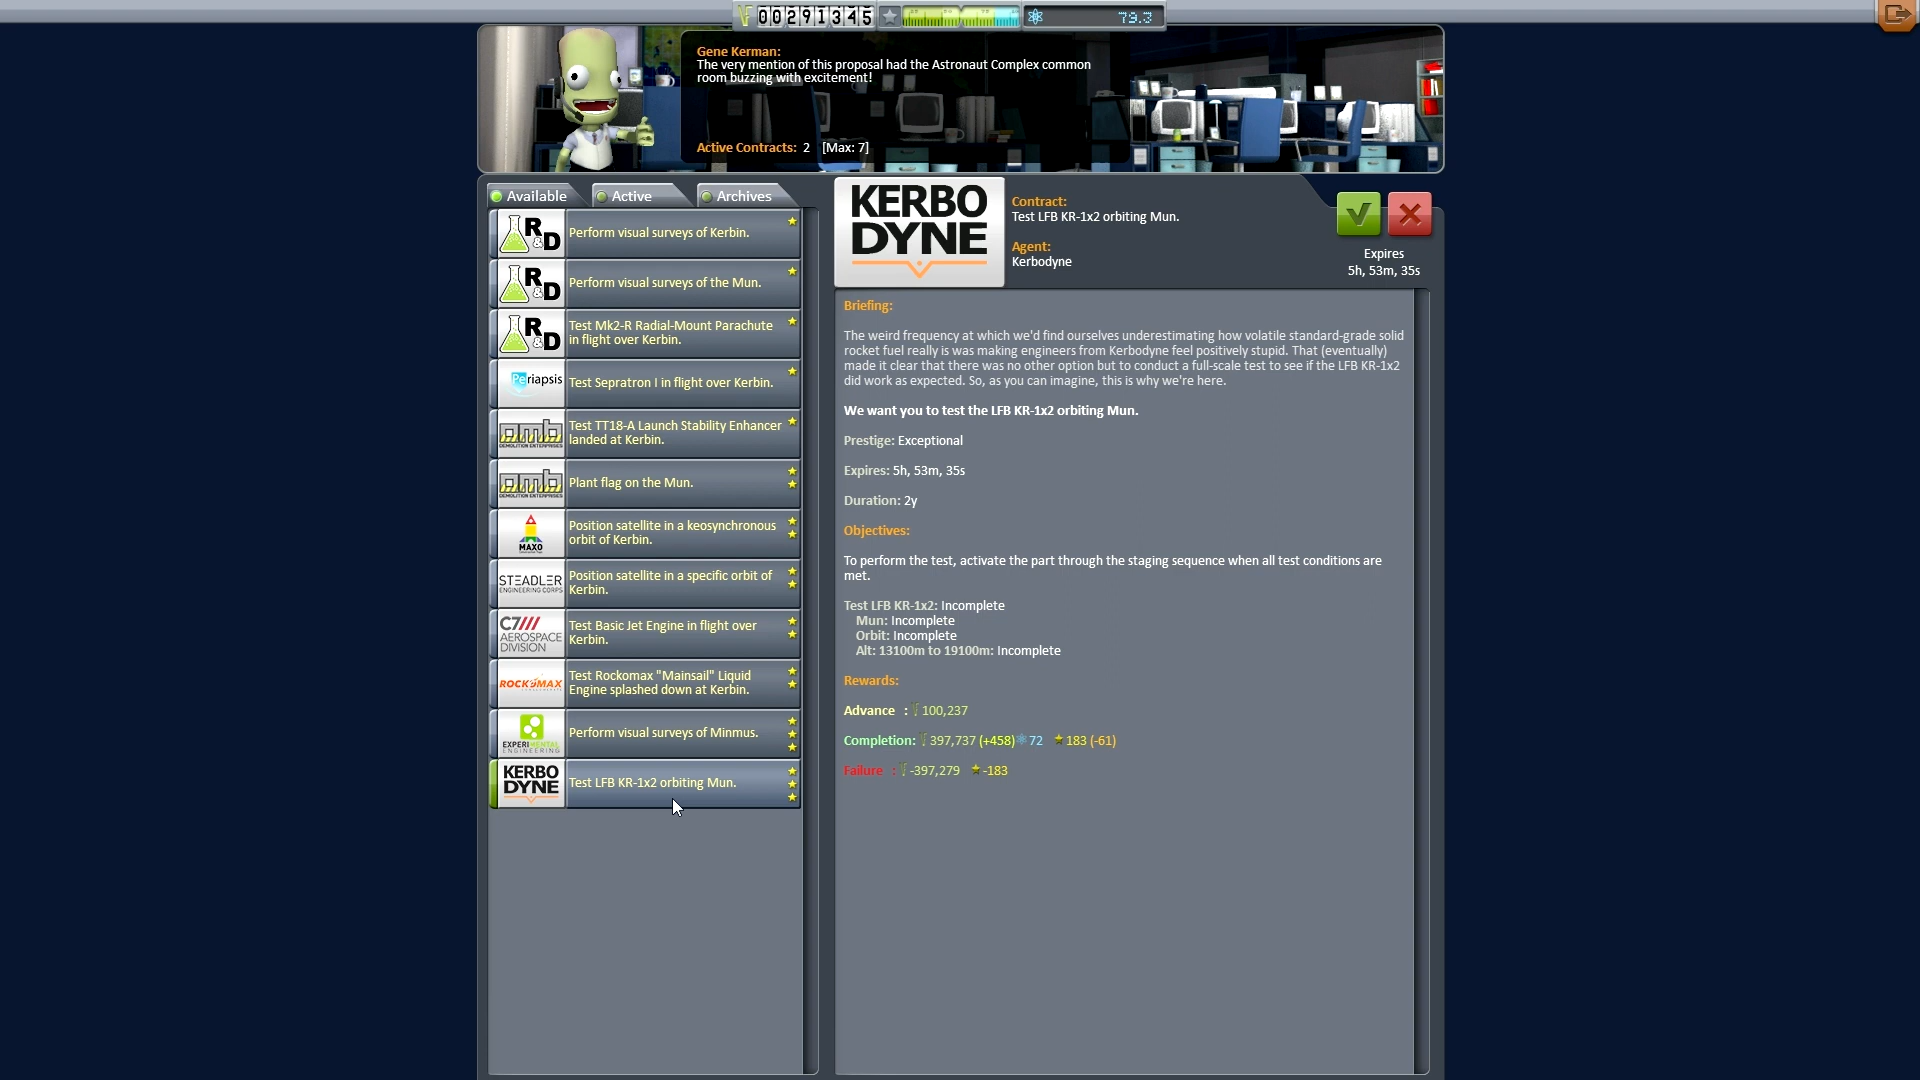 00291345
79.3
Gene Kerman:
The very mention of this proposal had the Astronaut Complex common
room buzzing with excitement!
Active Contracts: 2 [Max: 7]
Available
Active
Archives
R&D
Perform visual surveys of Kerbin.
R&D
Perform visual surveys of the Mun.
R&D
Test Mk2-R Radial-Mount Parachute
in flight over Kerbin.
Periapsis
Test Sepratron I in flight over Kerbin.
omb
DEMOLITION ENTERPRISES
Test TT18-A Launch Stability Enhancer
landed at Kerbin.
omb
DEMOLITION ENTERPRISES
Plant flag on the Mun.
MAXO
Position satellite in a keosynchronous
orbit of Kerbin.
STEADLER
ENGINEERING CORPS
Position satellite in a specific orbit of
Kerbin.
C7///
AEROSPACE
DIVISION
Test Basic Jet Engine in flight over
Kerbin.
ROCKOMAX
Test Rockomax "Mainsail" Liquid
Engine splashed down at Kerbin.
EXPERIMENTAL
ENGINEERING
Perform visual surveys of Minmus.
KERBO
DYNE
Test LFB KR-1x2 orbiting Mun.
KERBO
DYNE
Contract:
Test LFB KR-1x2 orbiting Mun.
Agent:
Kerbodyne
Expires
5h, 53m, 35s
Briefing:
The weird frequency at which we'd find ourselves underestimating how volatile standard-grade solid
rocket fuel really is was making engineers from Kerbodyne feel positively stupid. That (eventually)
made it clear that there was no other option but to conduct a full-scale test to see if the LFB KR-1x2
did work as expected. So, as you can imagine, this is why we're here.
We want you to test the LFB KR-1x2 orbiting Mun.
Prestige: Exceptional
Expires: 5h, 53m, 35s
Duration: 2y
Objectives:
To perform the test, activate the part through the staging sequence when all test conditions are
met.
Test LFB KR-1x2: Incomplete
Mun: Incomplete
Orbit: Incomplete
Alt: 13100m to 19100m: Incomplete
Rewards:
Advance : 100,237
Completion: 397,737 (+458) 72 183 (-61)
Failure : -397,279 -183